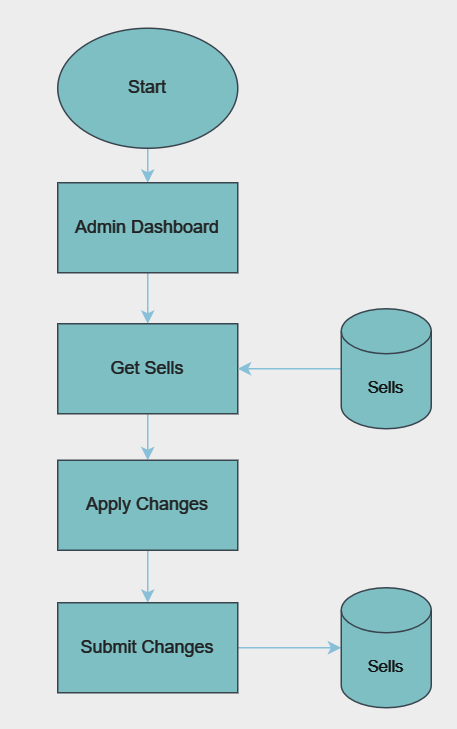 Start
Admin Dashboard
Get Sells
Sells
Apply Changes
Submit Changes
Sells